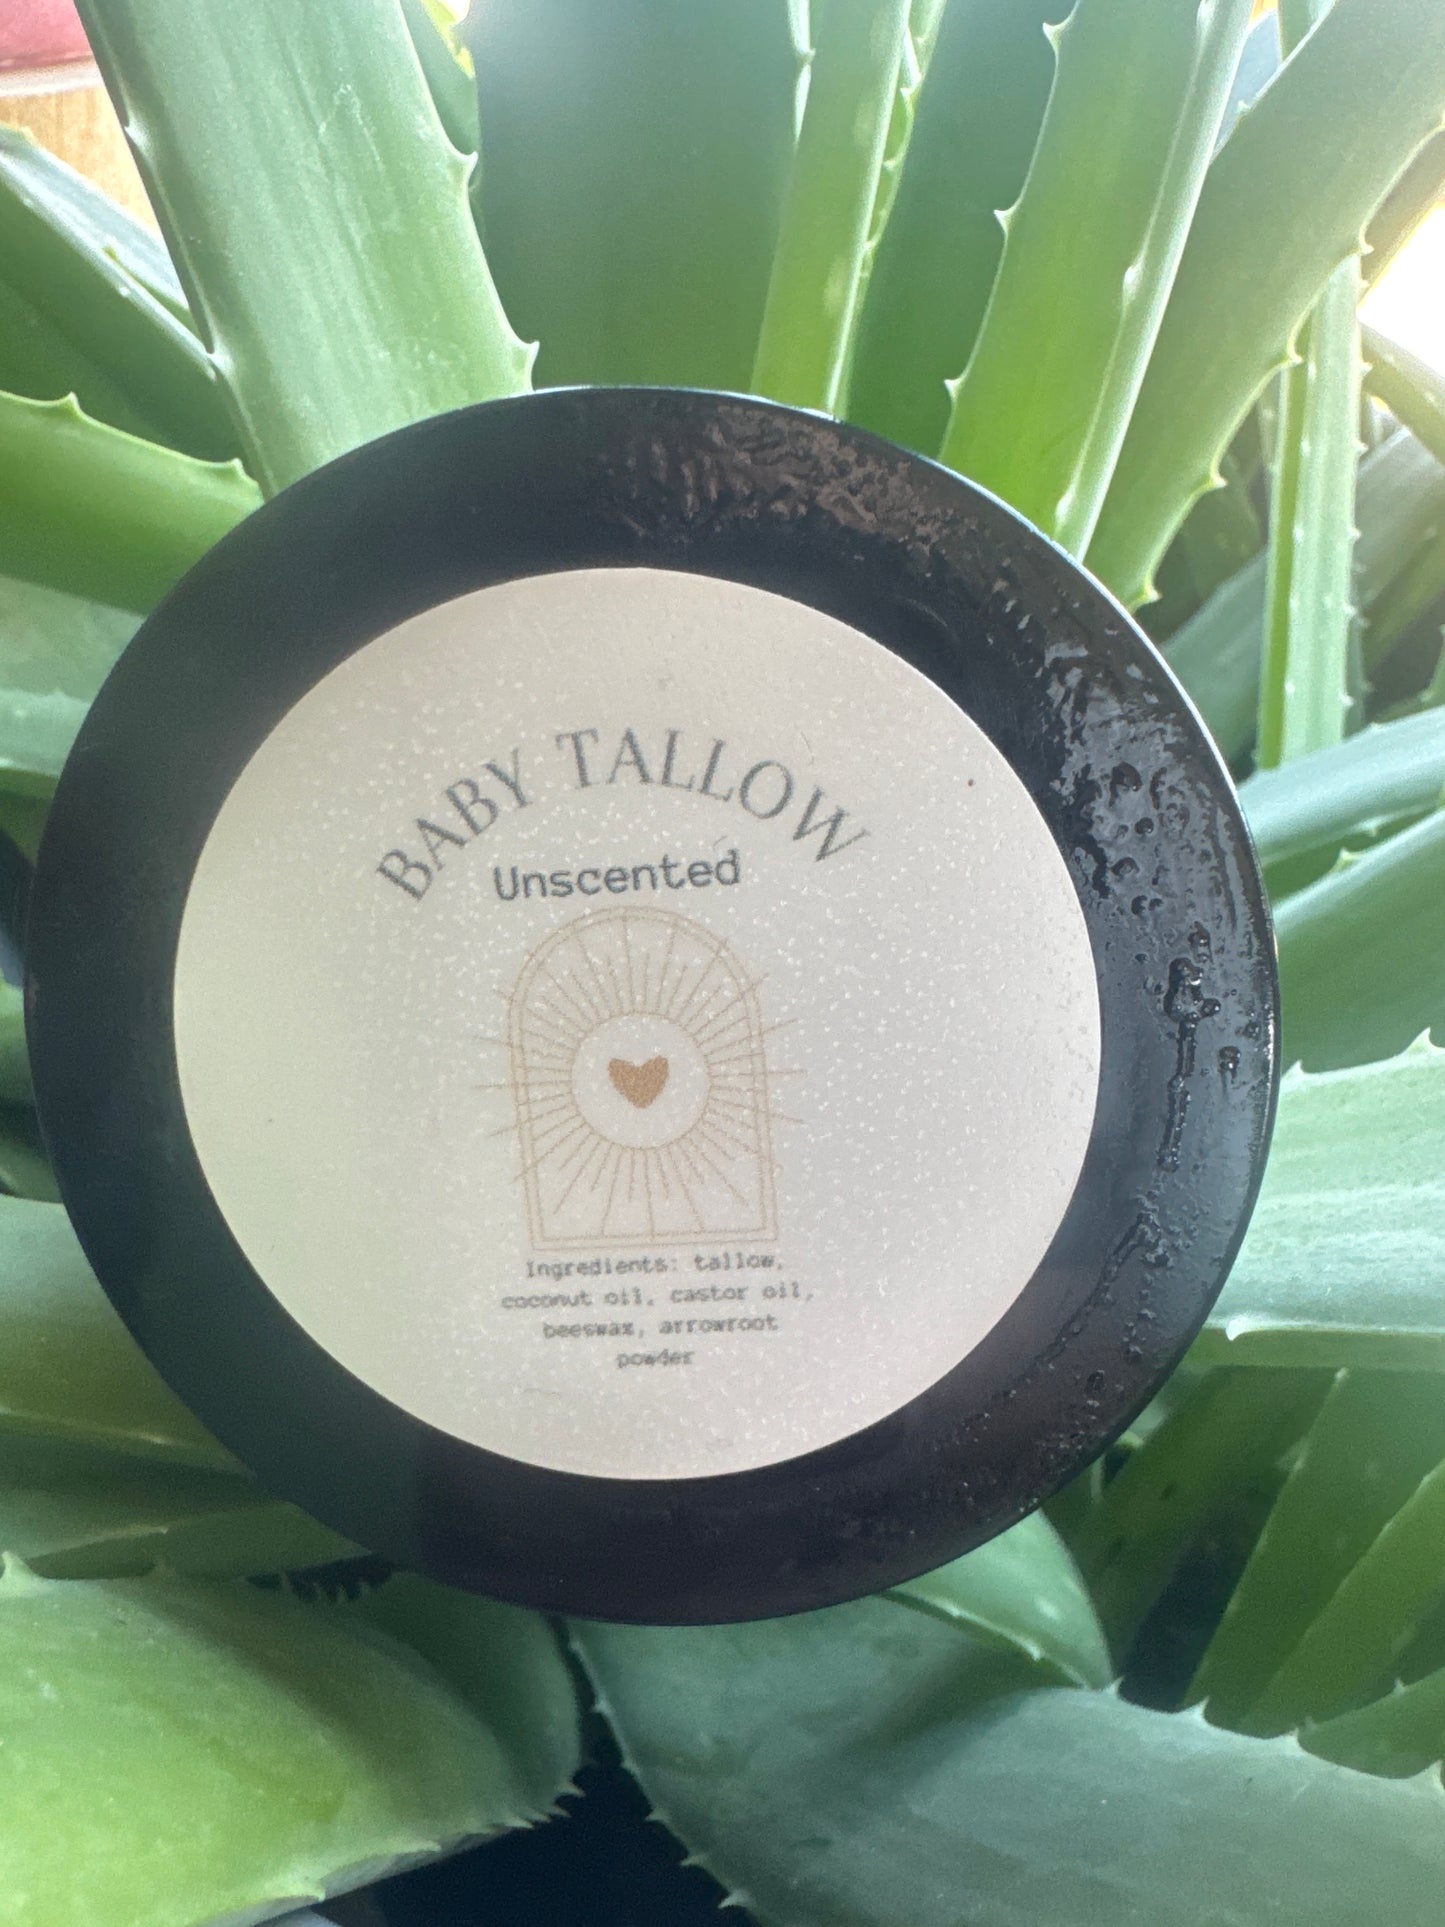 BABY TALLOW
Unscented
Ingredients: tallow,
coconut oil, castor oil,
beeswax, arrowroot
powder